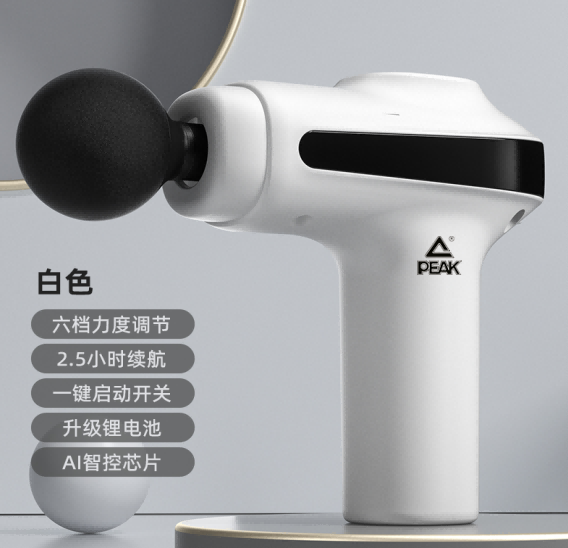 白色
六档力度调节
2.5小时续航
一键启动开关
升级锂电池
AI智控芯片
PEAK®